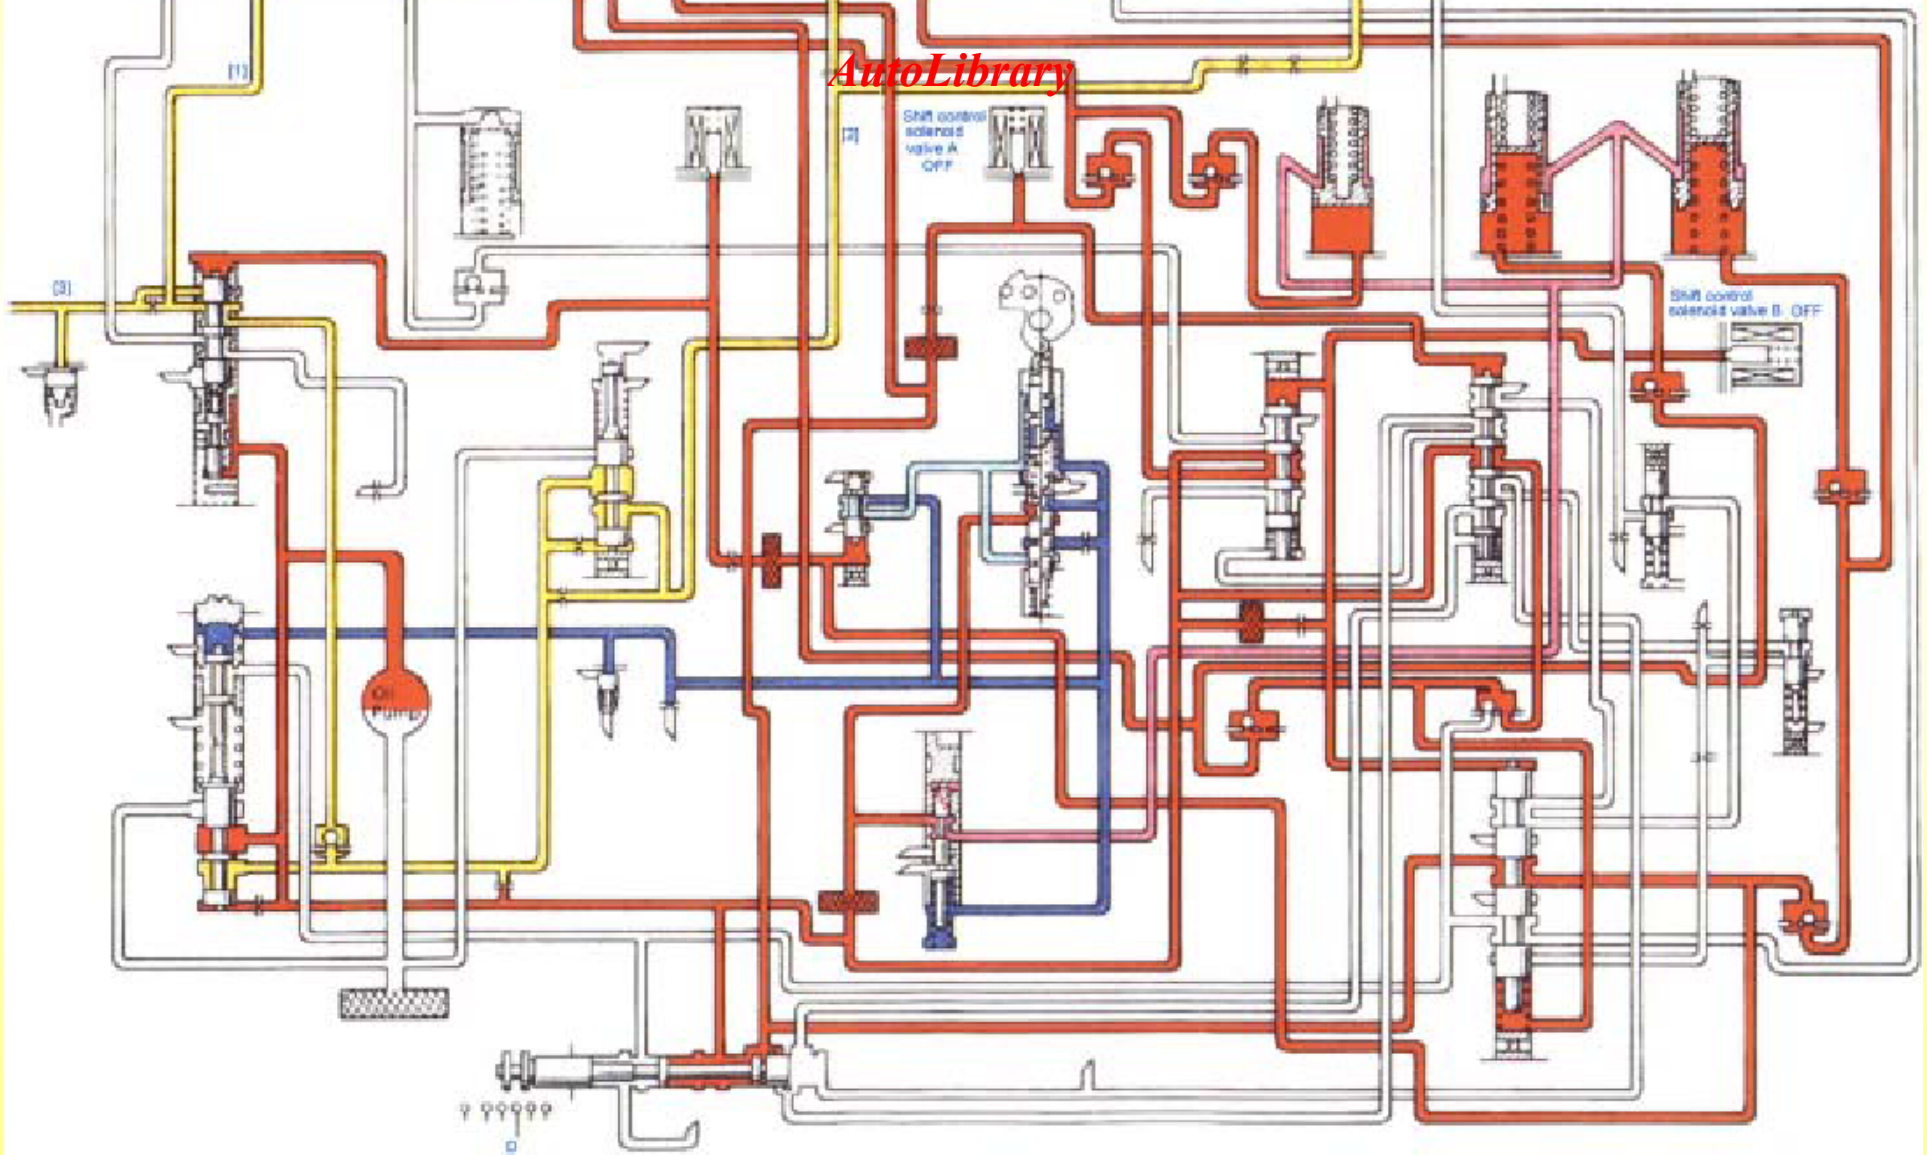 AutoLibrary
[1]
[2]
Shift control
solenoid
valve A
OFF
[3]
Shift control
solenoid valve B OFF
Oil
Pump
D